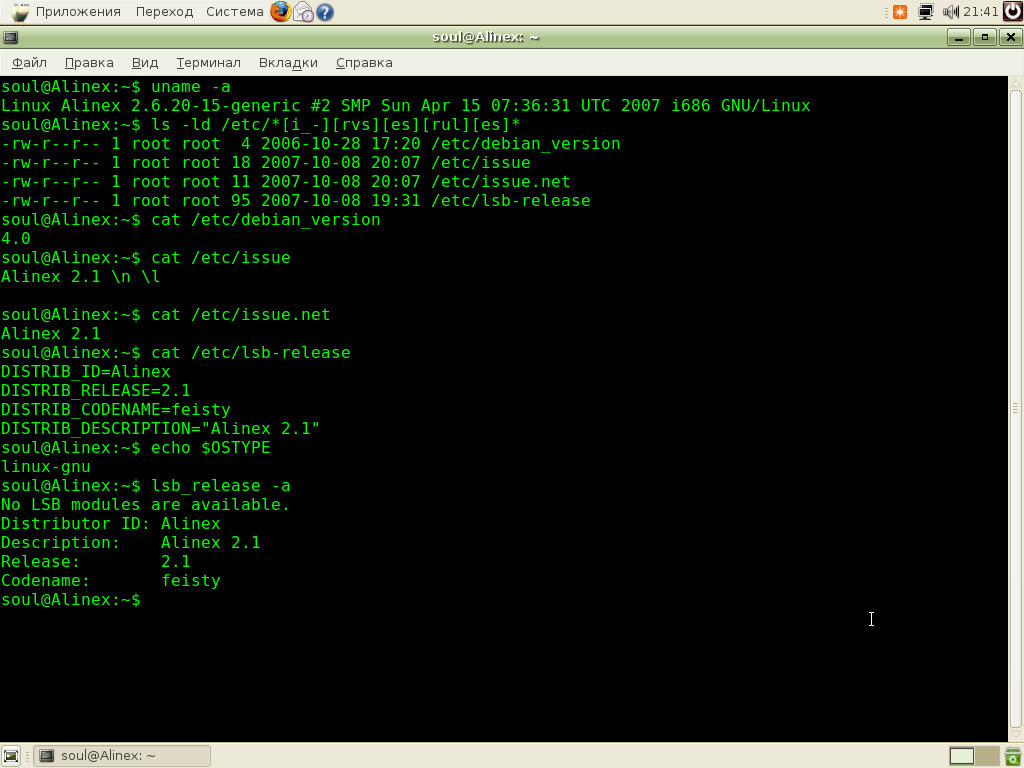 Приложения Переход Система 21:41
soul@Alinex: ~
Файл Правка Вид Терминал Вкладки Справка
soul@Alinex:~$ uname -a
Linux Alinex 2.6.20-15-generic #2 SMP Sun Apr 15 07:36:31 UTC 2007 i686 GNU/Linux
soul@Alinex:~$ ls -ld /etc/*[i_-][rvs][es][rul][es]*
-rw-r--r-- 1 root root  4 2006-10-28 17:20 /etc/debian_version
-rw-r--r-- 1 root root 18 2007-10-08 20:07 /etc/issue
-rw-r--r-- 1 root root 11 2007-10-08 20:07 /etc/issue.net
-rw-r--r-- 1 root root 95 2007-10-08 19:31 /etc/lsb-release
soul@Alinex:~$ cat /etc/debian_version
4.0
soul@Alinex:~$ cat /etc/issue
Alinex 2.1 \n \l
soul@Alinex:~$ cat /etc/issue.net
Alinex 2.1
soul@Alinex:~$ cat /etc/lsb-release
DISTRIB_ID=Alinex
DISTRIB_RELEASE=2.1
DISTRIB_CODENAME=feisty
DISTRIB_DESCRIPTION="Alinex 2.1"
soul@Alinex:~$ echo $OSTYPE
linux-gnu
soul@Alinex:~$ lsb_release -a
No LSB modules are available.
Distributor ID: Alinex
Description:    Alinex 2.1
Release:        2.1
Codename:       feisty
soul@Alinex:~$
soul@Alinex: ~